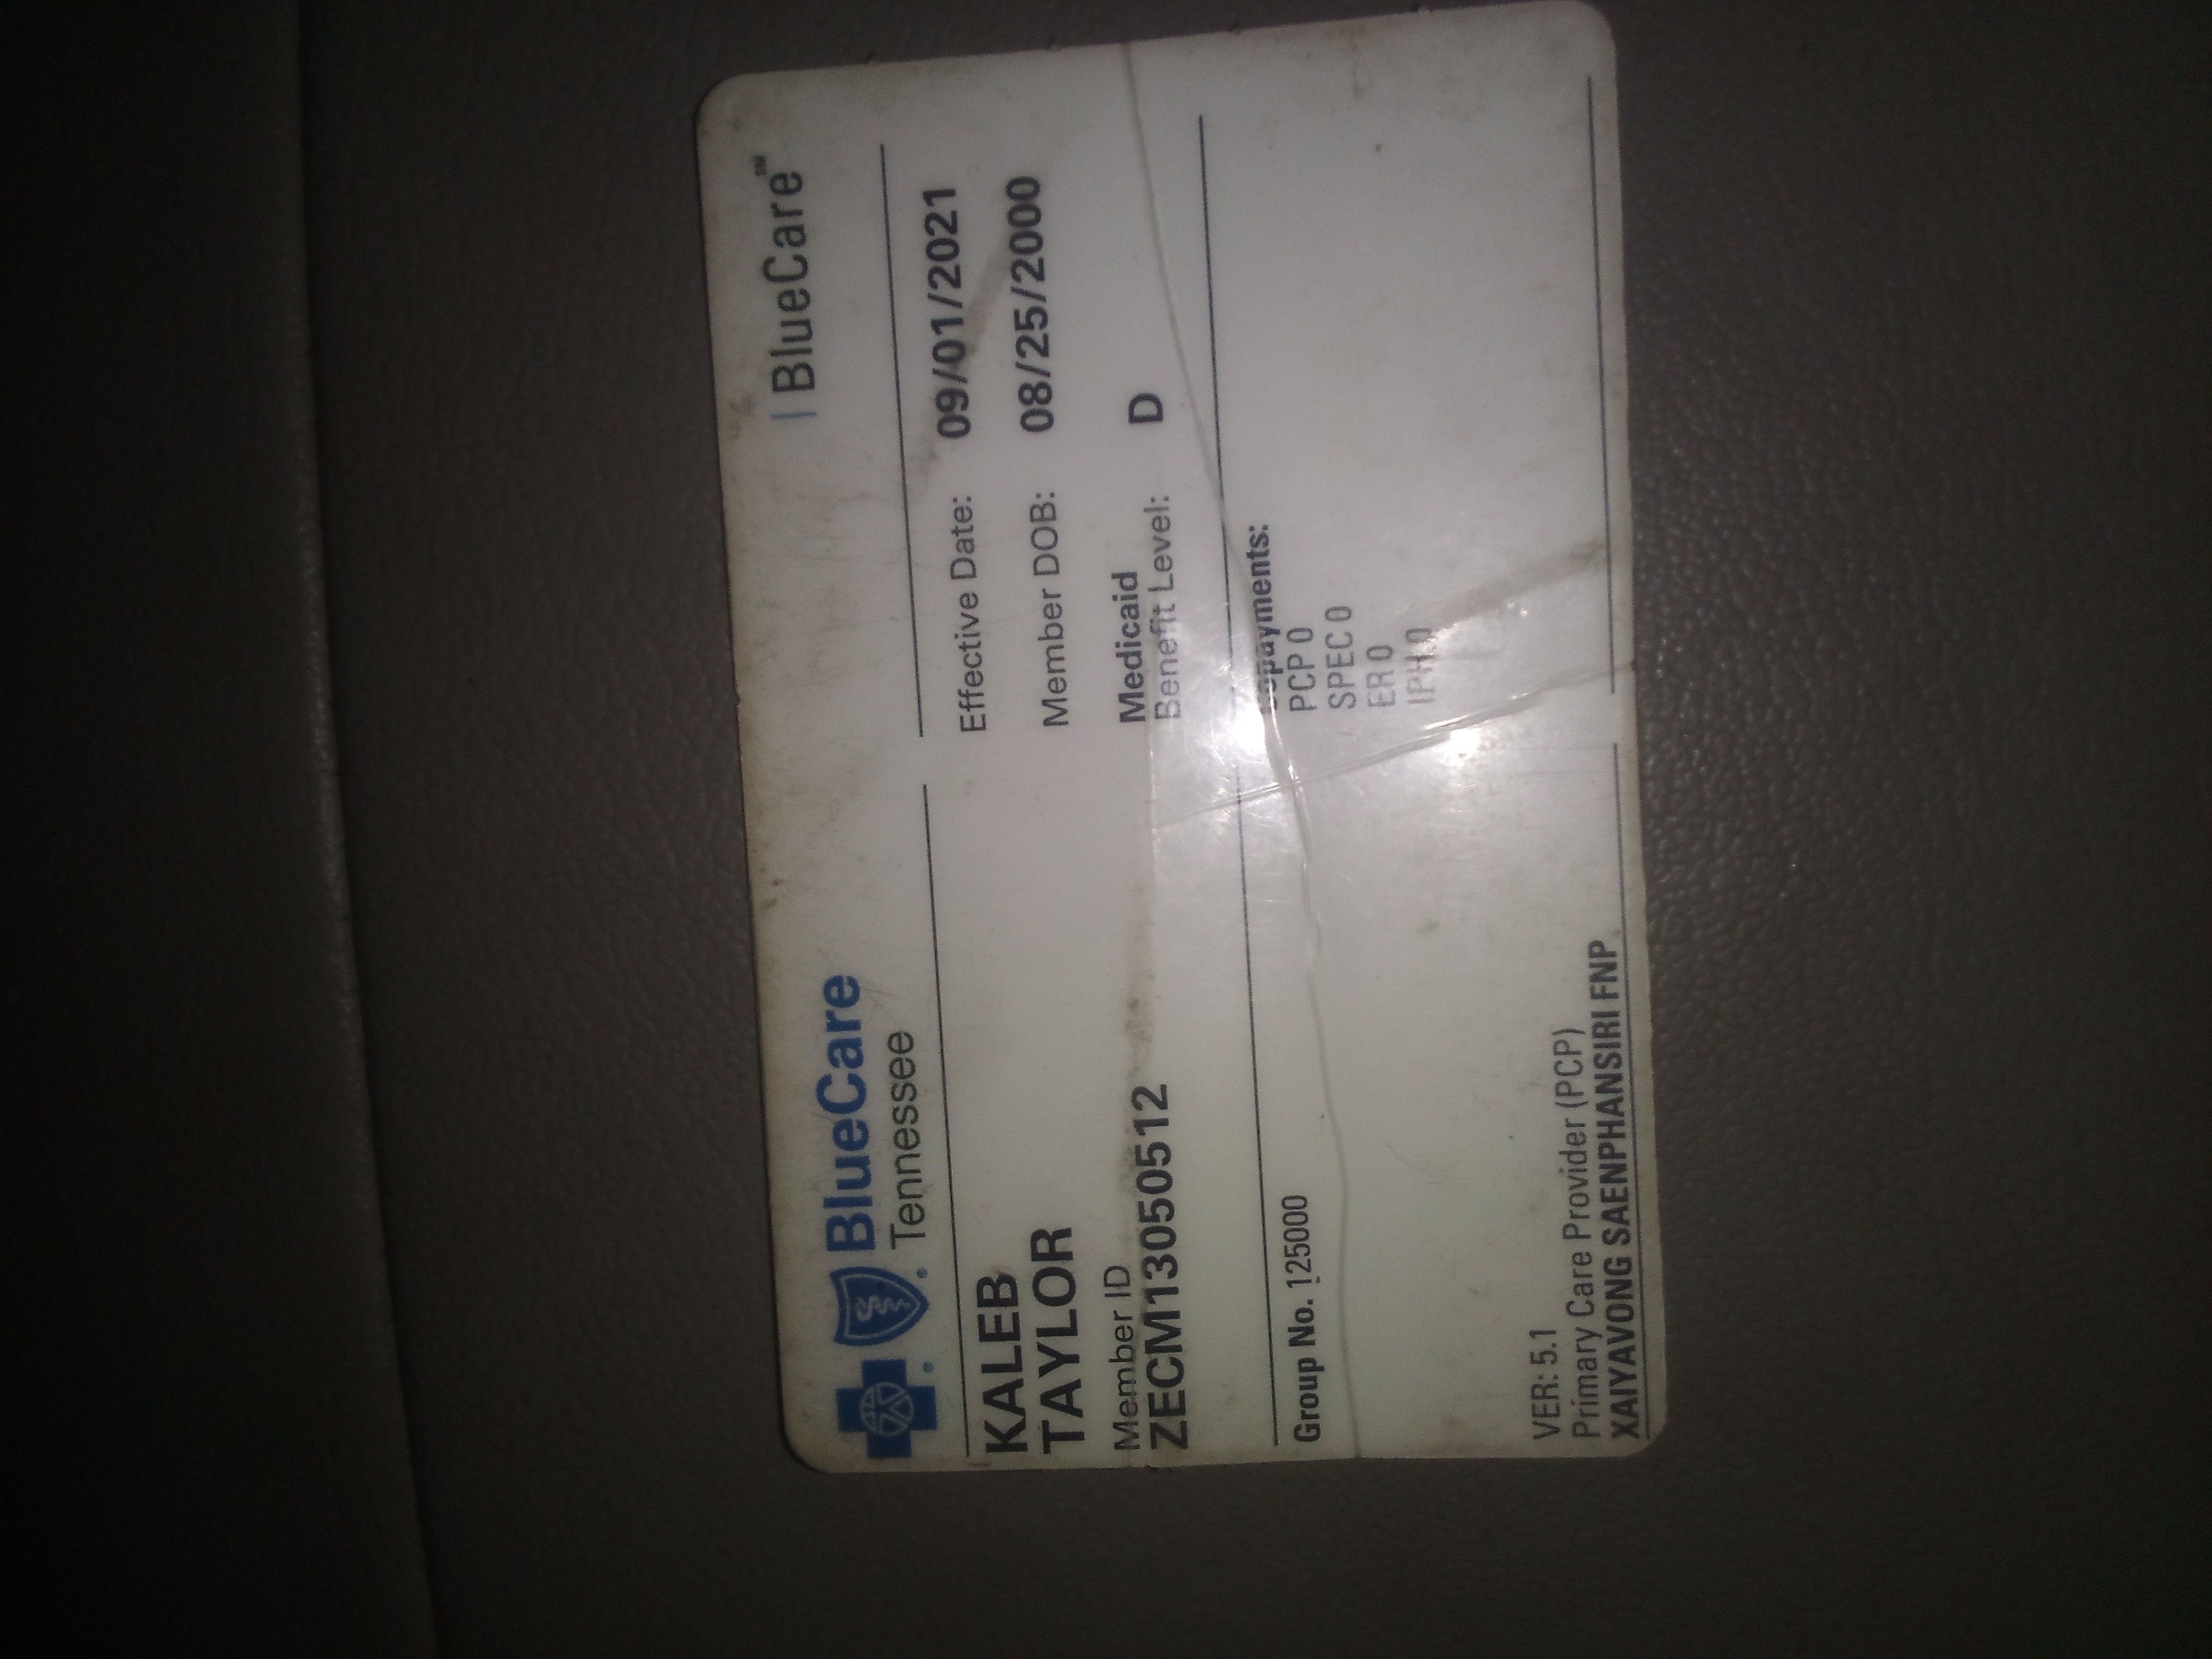 BlueCare
Tennessee
BlueCare℠
KALEB
TAYLOR
Member ID
ZECM13050512
Effective Date: 09/01/2021
Member DOB: 08/25/2000
Medicaid
Benefit Level: D
Group No. 125000
Copayments:
PCP 0
SPEC 0
ER 0
VER: 5.1
Primary Care Provider (PCP)
XAIYAVONG SAENPHANSIRI FNP